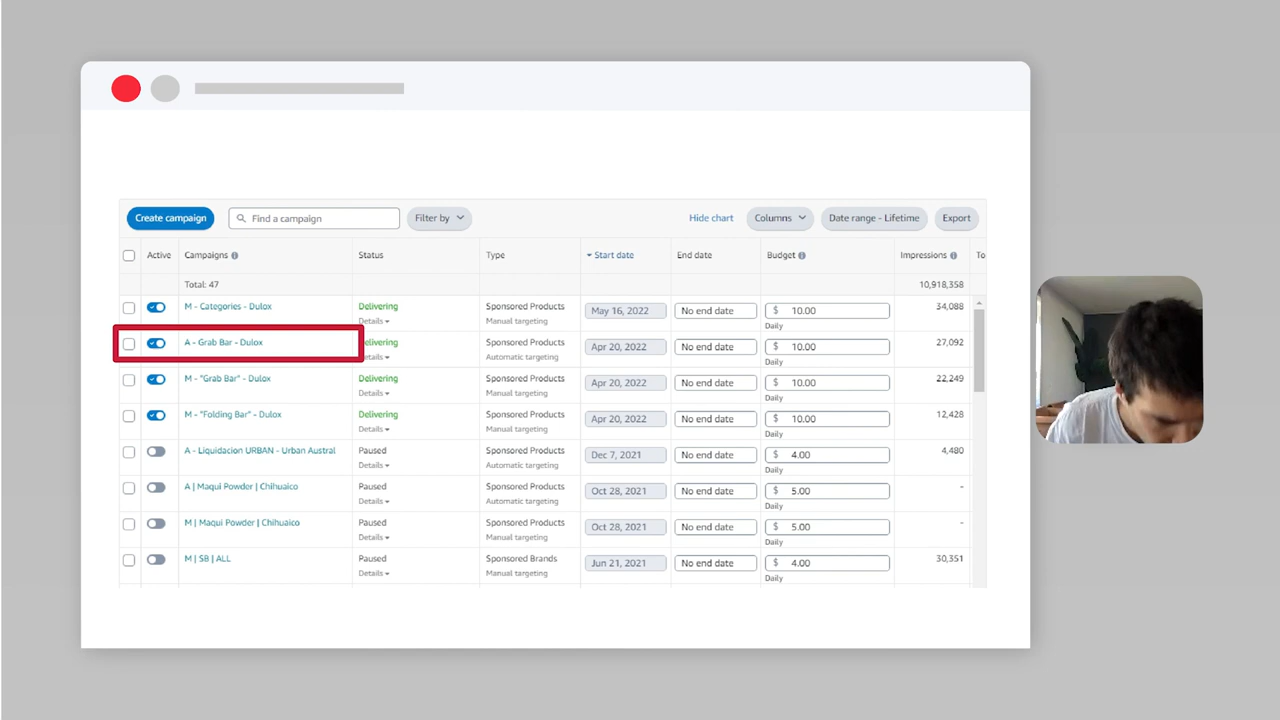 Create campaign Find a campaign Filter by Hide chart Columns Date range - Lifetime Export
Active Campaigns Status Type Start date End date Budget Impressions To
Total: 47 10,918,358
M - Categories - Dulox Delivering Sponsored Products May 16, 2022 No end date $ 10.00 34,088
Details Manual targeting Daily
A - Grab Bar - Dulox elivering Sponsored Products Apr 20, 2022 No end date $ 10.00 27,092
etails Automatic targeting Daily
M - "Grab Bar" - Dulox Delivering Sponsored Products Apr 20, 2022 No end date $ 10.00 22,249
Details Manual targeting Daily
M - "Folding Bar" - Dulox Delivering Sponsored Products Apr 20, 2022 No end date $ 10.00 12,428
Details Manual targeting Daily
A - Liquidacion URBAN - Urban Austral Paused Sponsored Products Dec 7, 2021 No end date $ 4.00 4,480
Details Automatic targeting Daily
A | Maqui Powder | Chihuaico Paused Sponsored Products Oct 28, 2021 No end date $ 5.00 -
Details Automatic targeting Daily
M | Maqui Powder | Chihuaico Paused Sponsored Products Oct 28, 2021 No end date $ 5.00 -
Details Manual targeting Daily
M | SB | ALL Paused Sponsored Brands Jun 21, 2021 No end date $ 4.00 30,351
Details Manual targeting Daily